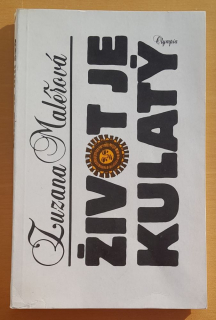 Zuzana Maléřová
ŽIVOT JE
KULATÝ
Olympia